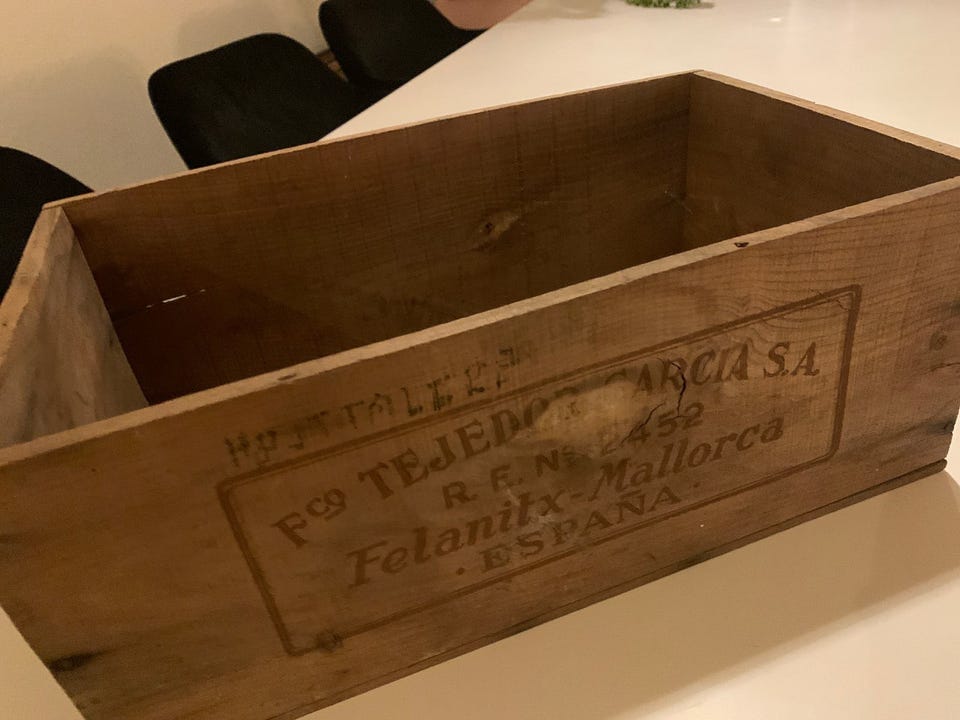 Fco TEJEDOR GARCIA S.A.
R. E. Nº 2452
Felanitx-Mallorca
· ESPAÑA ·